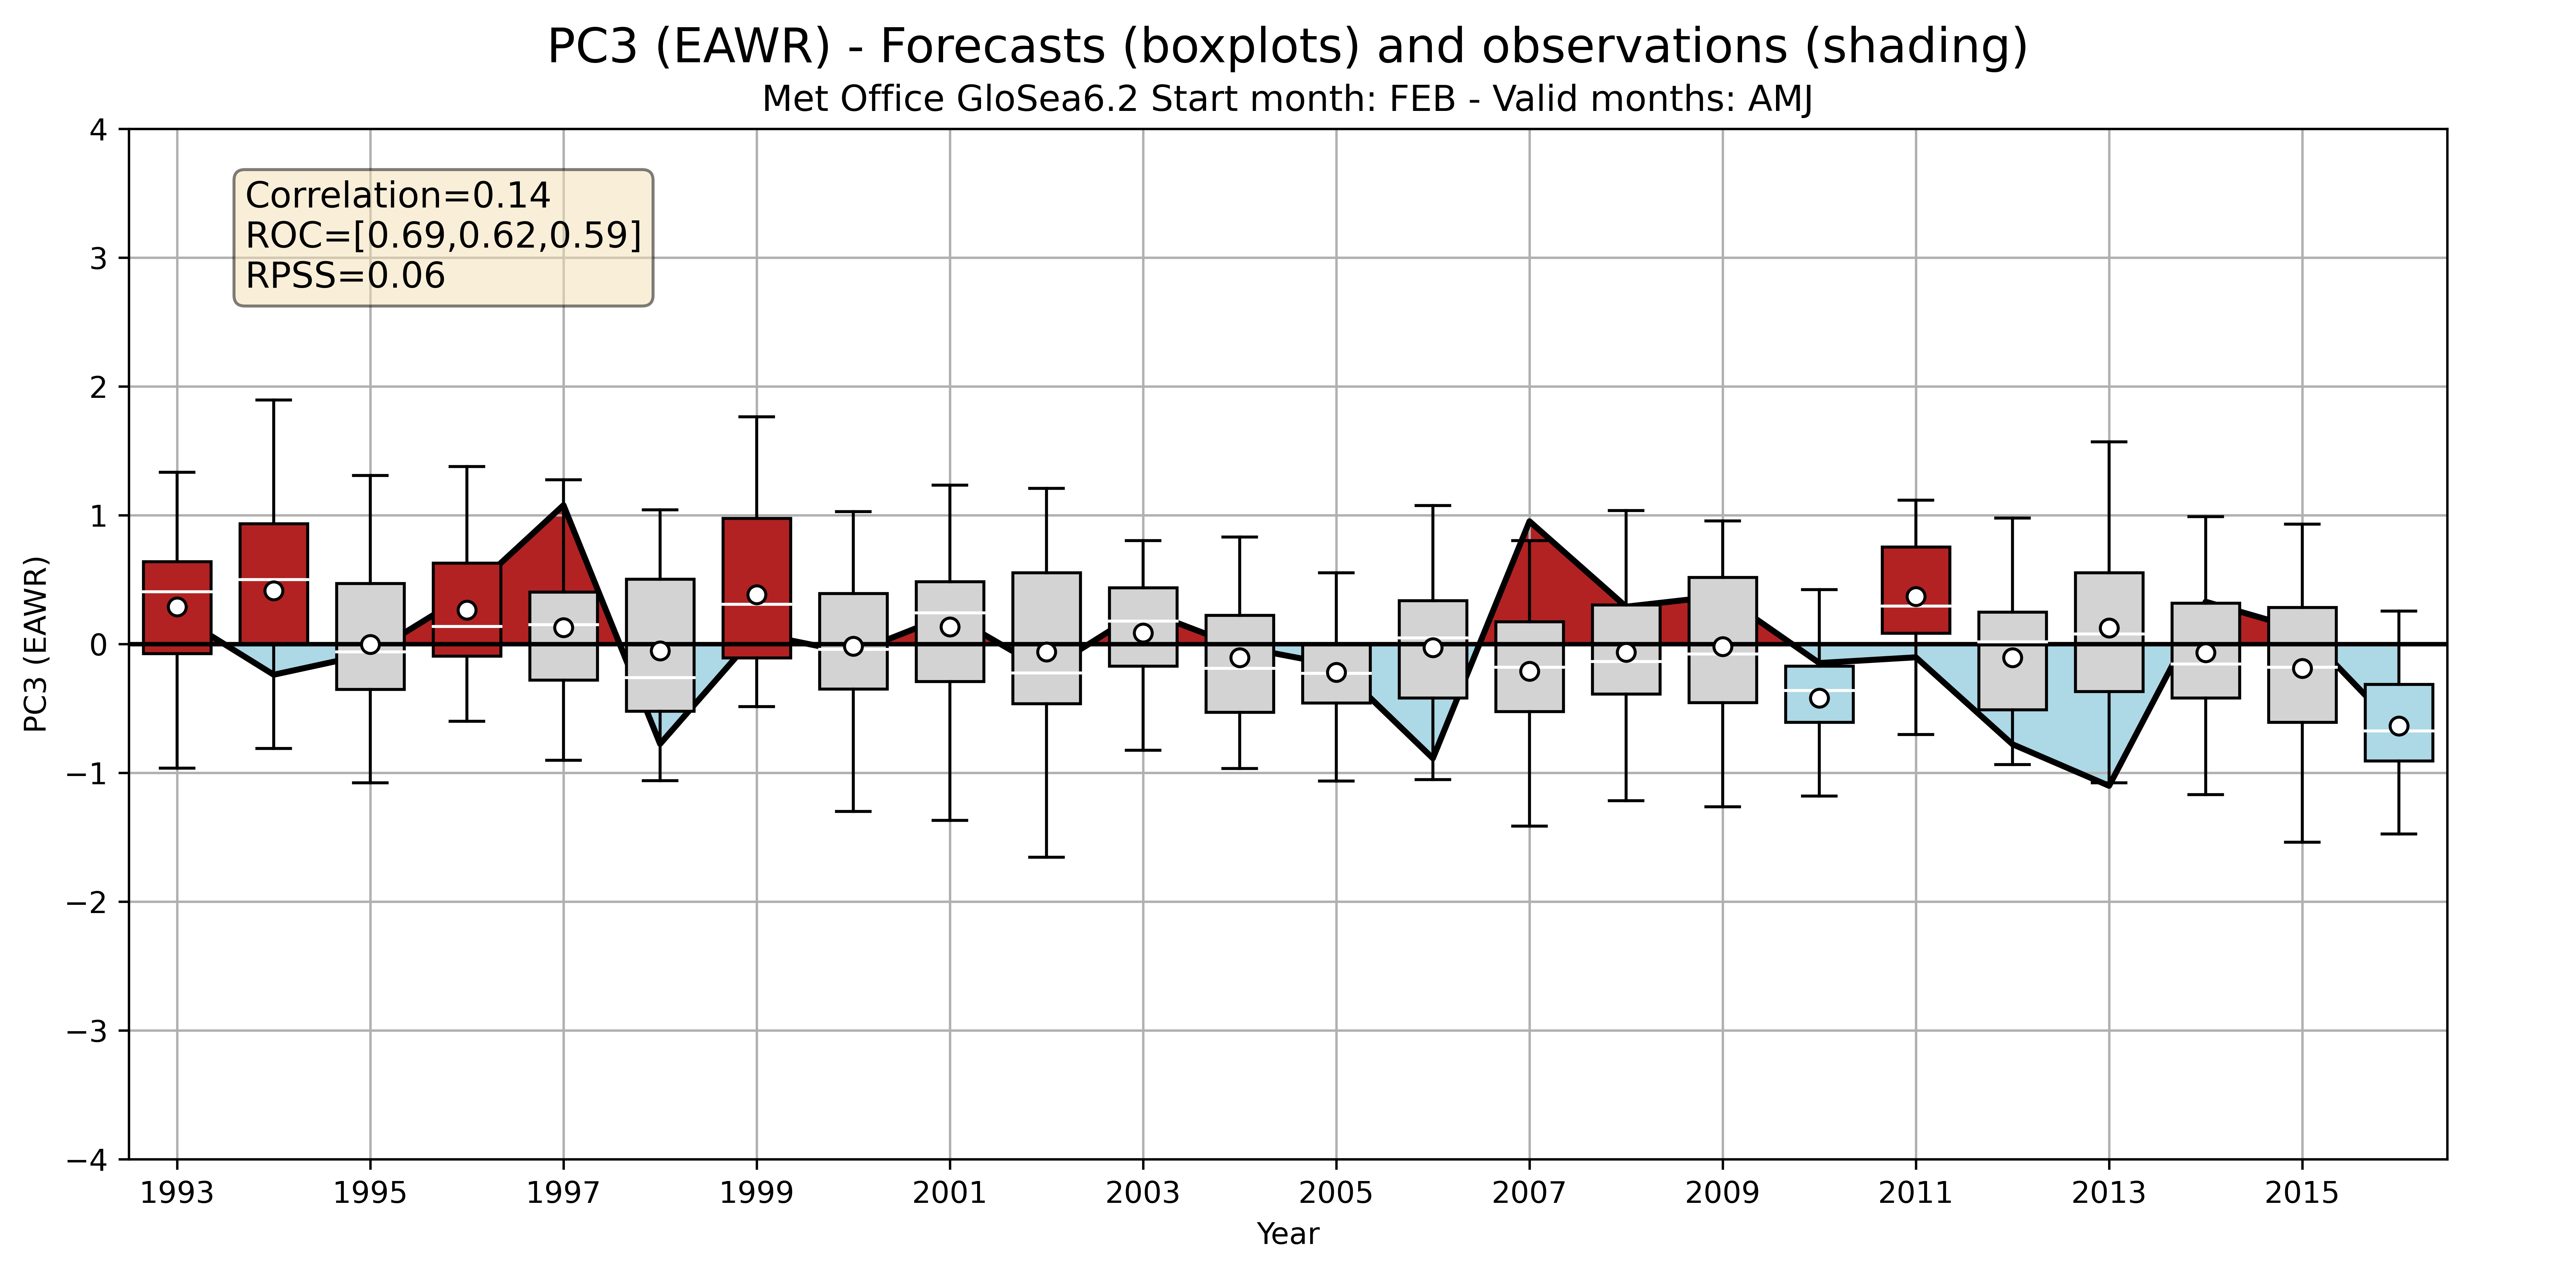 PC3 (EAWR) - Forecasts (boxplots) and observations (shading)
Met Office GloSea6.2 Start month: FEB - Valid months: AMJ
Correlation=0.14
ROC=[0.69,0.62,0.59]
RPSS=0.06
PC3 (EAWR)
4
3
2
1
0
−1
−2
−3
−4
1993 1995 1997 1999 2001 2003 2005 2007 2009 2011 2013 2015
Year